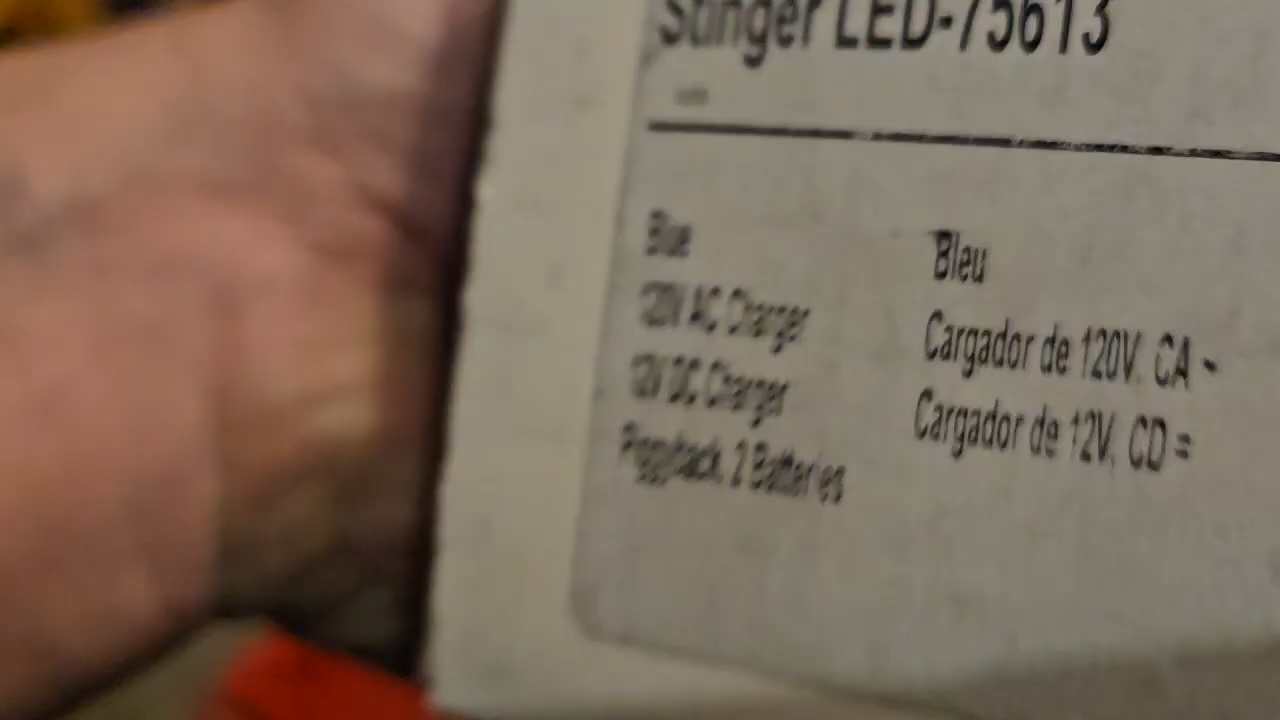 Stinger LED-75613
Blue
120V AC Charger
12V DC Charger
Piggyback, 2 Batteries
Bleu
Cargador de 120V, CA ~
Cargador de 12V, CD =